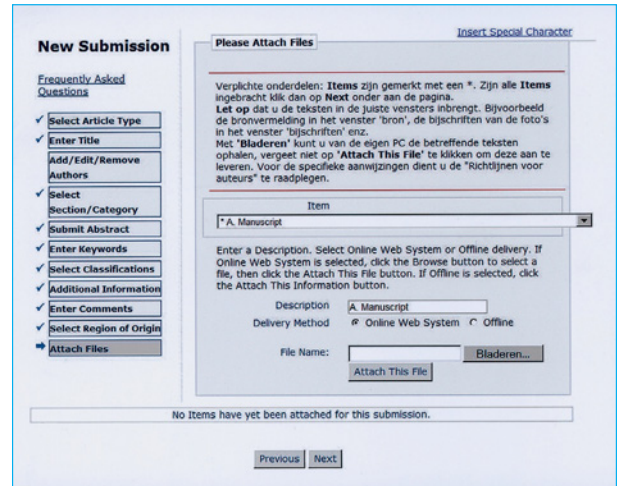 Insert Special Character
New Submission
Please Attach Files
Frequently Asked
Questions
✓ Select Article Type
✓ Enter Title
Add/Edit/Remove
Authors
✓ Select
Section/Category
✓ Submit Abstract
✓ Enter Keywords
✓ Select Classifications
✓ Additional Information
✓ Enter Comments
✓ Select Region of Origin
➡ Attach Files
Verplichte onderdelen: Items zijn gemerkt met een *. Zijn alle Items
ingebracht klik dan op Next onder aan de pagina.
Let op dat u de teksten in de juiste vensters inbrengt. Bijvoorbeeld
de bronvermelding in het venster 'bron', de bijschriften van de foto's
in het venster 'bijschriften' enz.
Met 'Bladeren' kunt u van de eigen PC de betreffende teksten
ophalen, vergeet niet op 'Attach This File' te klikken om deze aan te
leveren. Voor de specifieke aanwijzingen dient u de "Richtlijnen voor
auteurs" te raadplegen.
Item
* A. Manuscript
Enter a Description. Select Online Web System or Offline delivery. If
Online Web System is selected, click the Browse button to select a
file, then click the Attach This File button. If Offline is selected, click
the Attach This Information button.
Description A. Manuscript
Delivery Method Online Web System Offline
File Name: Bladeren...
Attach This File
No Items have yet been attached for this submission.
Previous Next